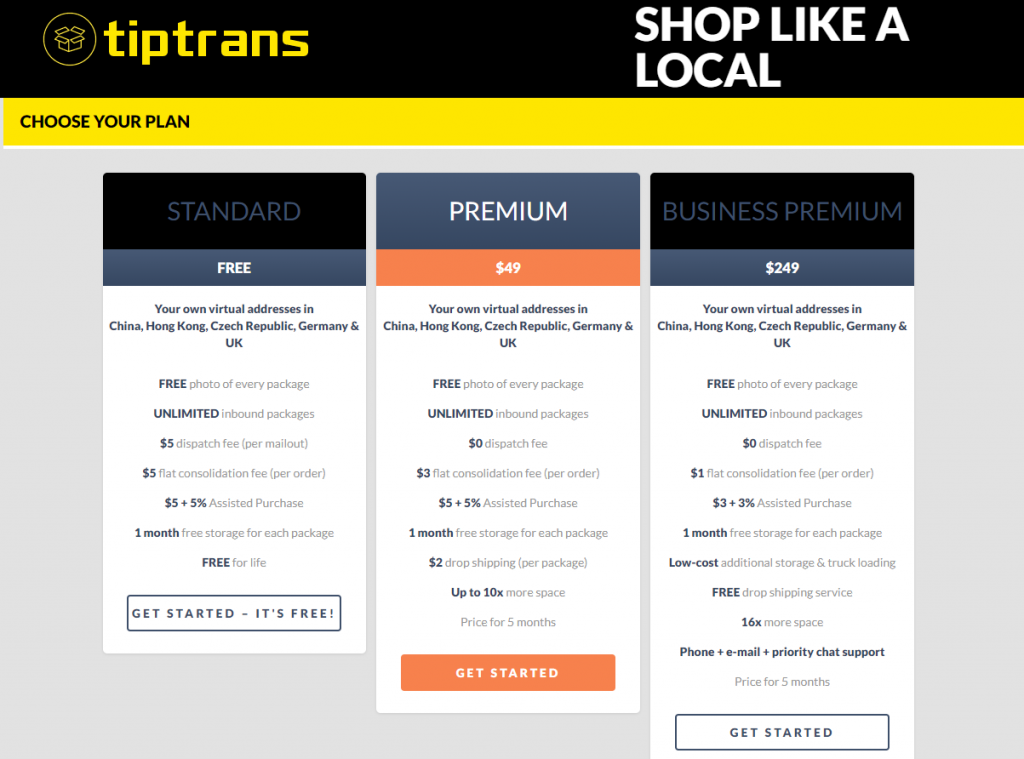 tiptrans
SHOP LIKE A
LOCAL
CHOOSE YOUR PLAN
STANDARD
FREE
Your own virtual addresses in
China, Hong Kong, Czech Republic, Germany &
UK
FREE photo of every package
UNLIMITED inbound packages
$5 dispatch fee (per mailout)
$5 flat consolidation fee (per order)
$5 + 5% Assisted Purchase
1 month free storage for each package
FREE for life
GET STARTED – IT'S FREE!
PREMIUM
$49
Your own virtual addresses in
China, Hong Kong, Czech Republic, Germany &
UK
FREE photo of every package
UNLIMITED inbound packages
$0 dispatch fee
$3 flat consolidation fee (per order)
$5 + 5% Assisted Purchase
1 month free storage for each package
$2 drop shipping (per package)
Up to 10x more space
Price for 5 months
GET STARTED
BUSINESS PREMIUM
$249
Your own virtual addresses in
China, Hong Kong, Czech Republic, Germany &
UK
FREE photo of every package
UNLIMITED inbound packages
$0 dispatch fee
$1 flat consolidation fee (per order)
$3 + 3% Assisted Purchase
1 month free storage for each package
Low-cost additional storage & truck loading
FREE drop shipping service
16x more space
Phone + e-mail + priority chat support
Price for 5 months
GET STARTED